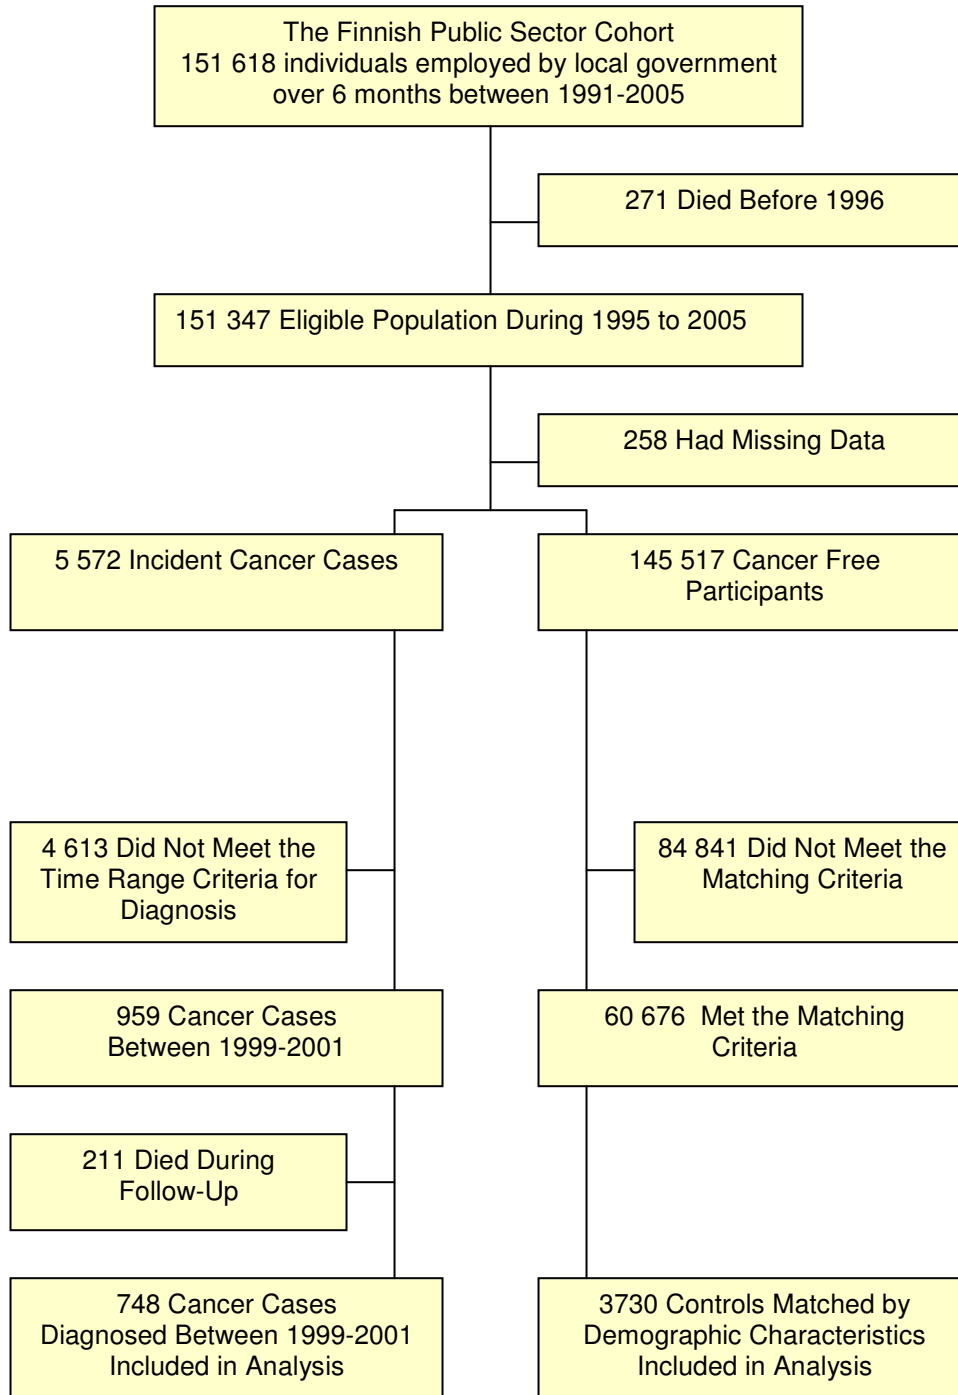 The Finnish Public Sector Cohort
151 618 individuals employed by local government
over 6 months between 1991-2005
271 Died Before 1996
151 347 Eligible Population During 1995 to 2005
258 Had Missing Data
5 572 Incident Cancer Cases
145 517 Cancer Free
Participants
4 613 Did Not Meet the
Time Range Criteria for
Diagnosis
84 841 Did Not Meet the
Matching Criteria
959 Cancer Cases
Between 1999-2001
60 676 Met the Matching
Criteria
211 Died During
Follow-Up
748 Cancer Cases
Diagnosed Between 1999-2001
Included in Analysis
3730 Controls Matched by
Demographic Characteristics
Included in Analysis